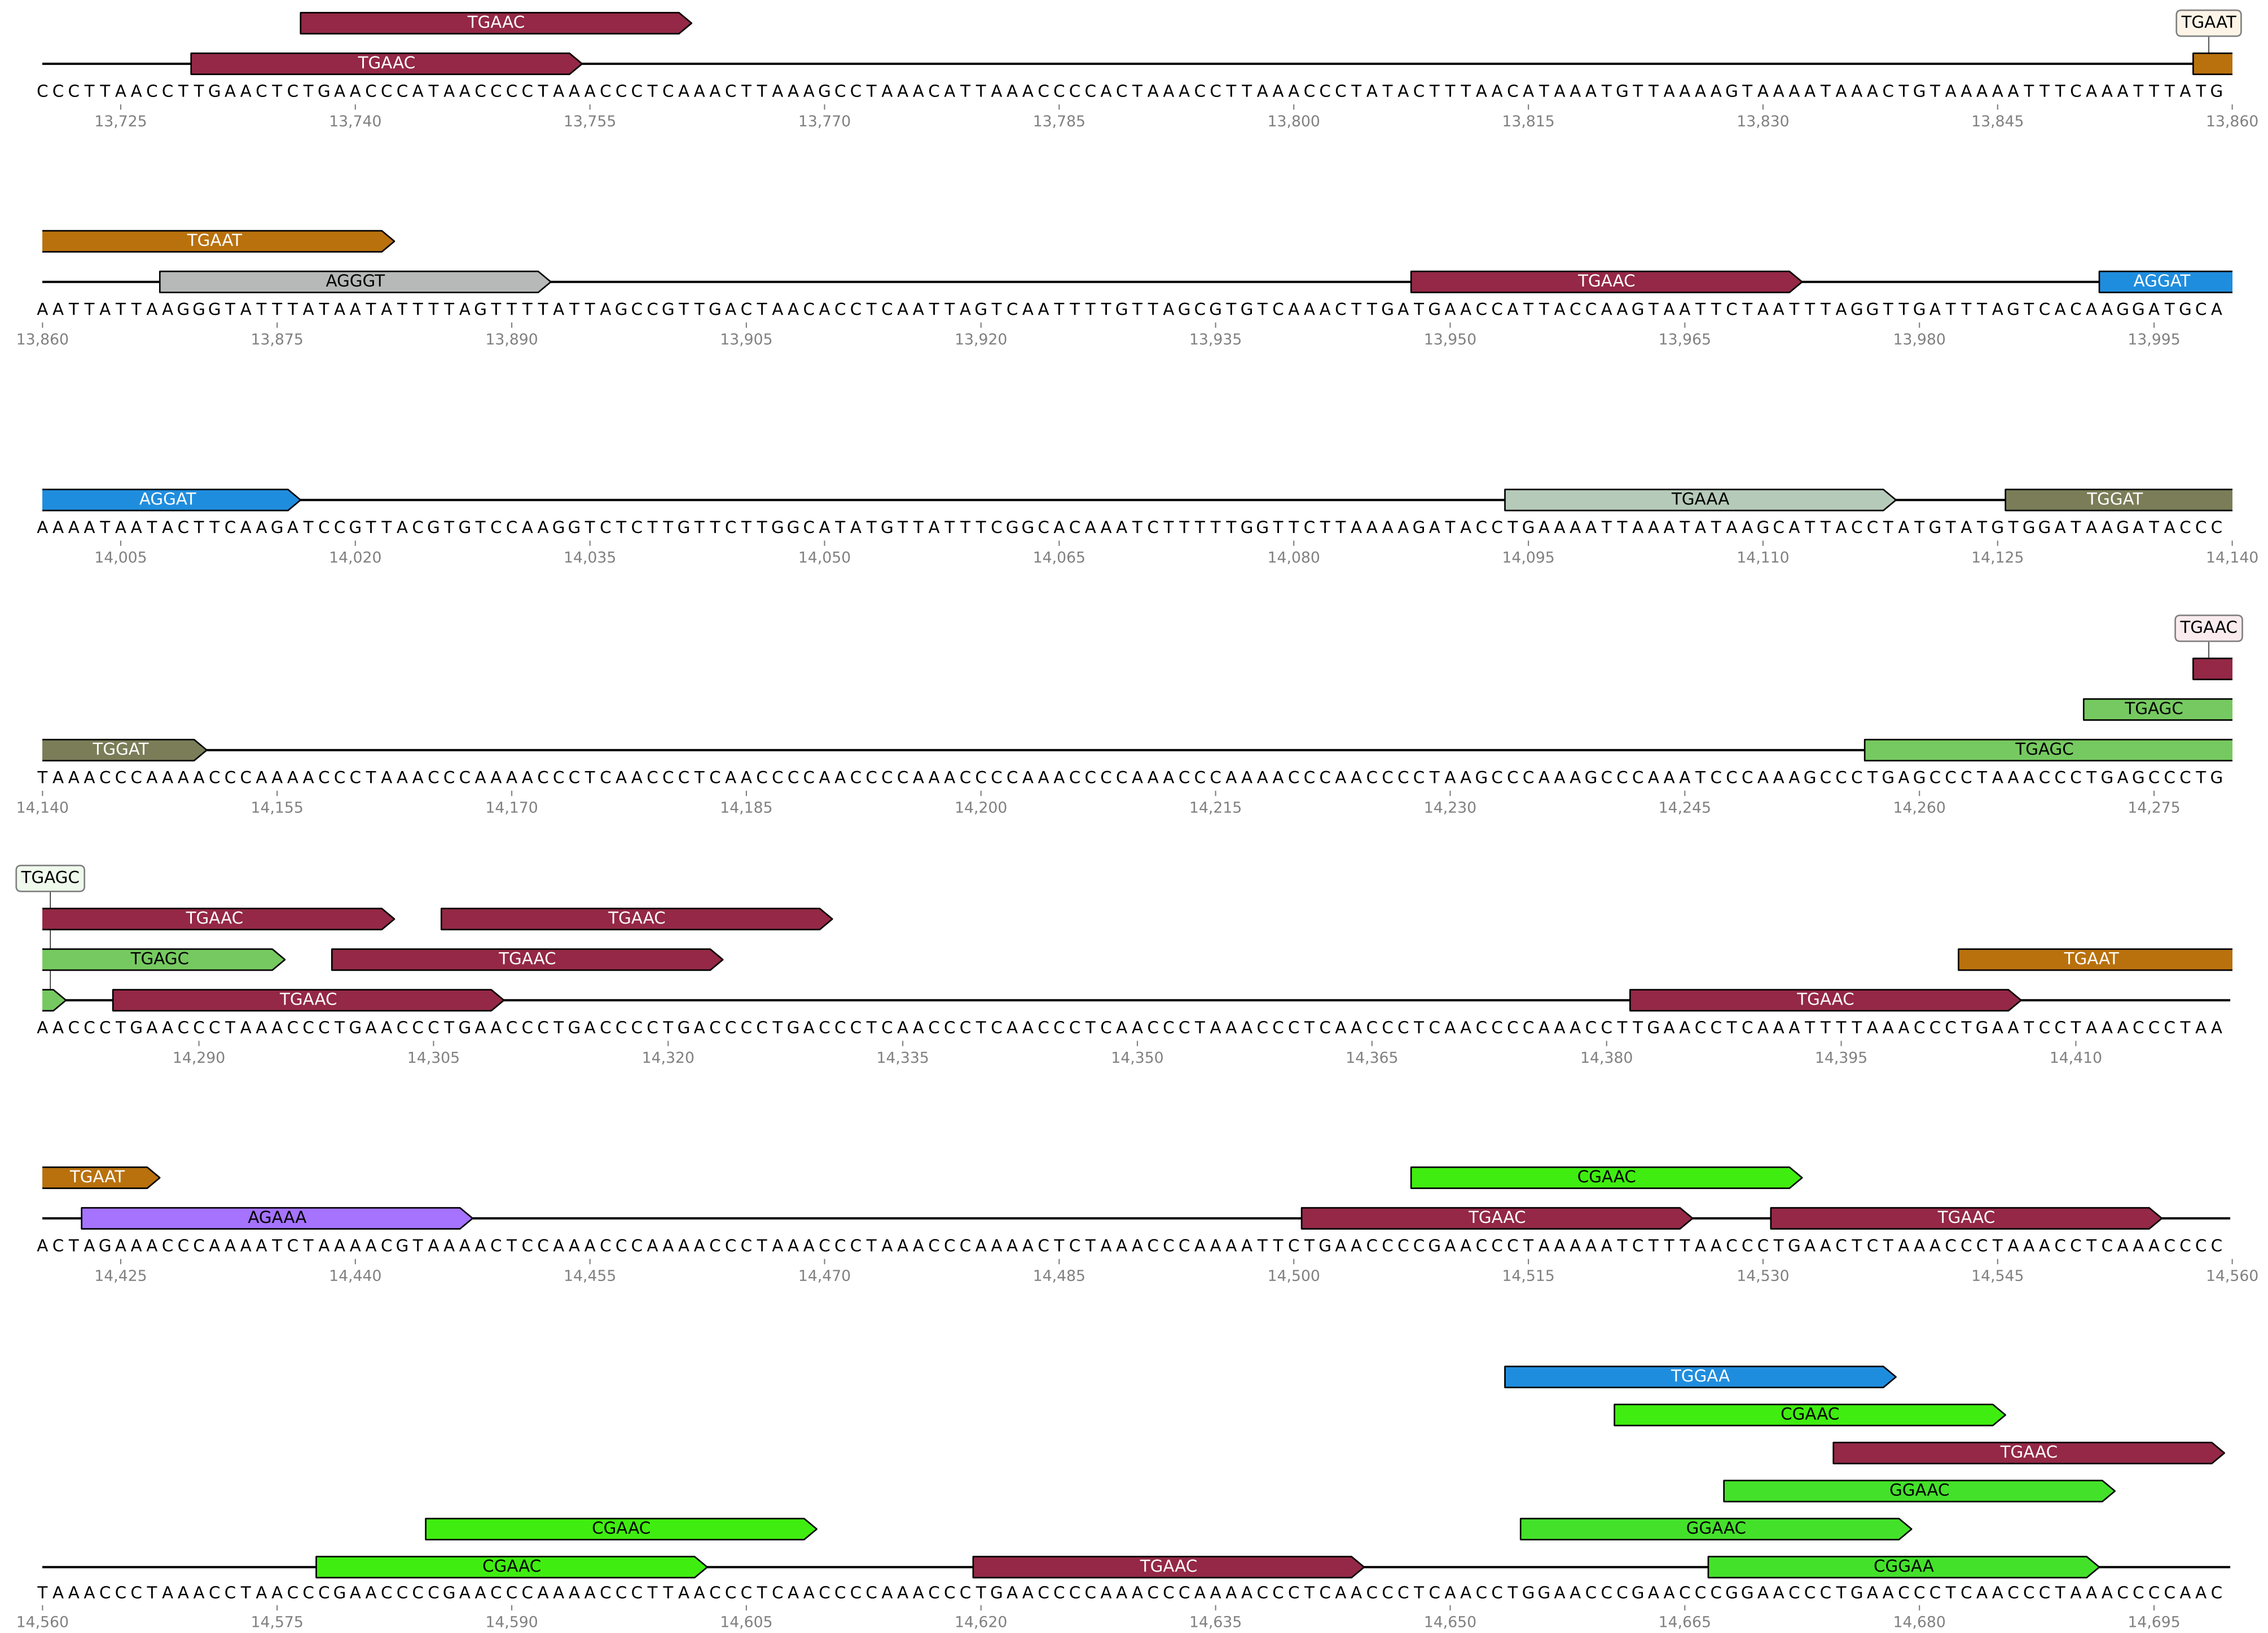 TGAAC TGAAT
TGAAC
CCCTTAACCTTGAACTCTGAACCCATAACCCCTAAACCCTCAAACTTAAAGCCTAAACATTAAACCCCACTAAACCTTAAACCCTATACTTTAACATAAATGTTAAAAGTAAAATAAACTGTAAAAATTTCAAATTTATG
13,725 13,740 13,755 13,770 13,785 13,800 13,815 13,830 13,845 13,860
TGAAT
AGGGT TGAAC AGGAT
AATTATTAAGGGTATTTATAATATTTTAGTTTTATTAGCCGTTGACTAACACCTCAATTAGTCAATTTTGTTAGCGTGTCAAACTTGATGAACCATTACCAAGTAATTCTAATTTAGGTTGATTTAGTCACAAGGATGCA
13,860 13,875 13,890 13,905 13,920 13,935 13,950 13,965 13,980 13,995
AGGAT TGAAA TGGAT
AAAATAATACTTCAAGATCCGTTACGTGTCCAAGGTCTCTTGTTCTTGGCATATGTTATTTCGGCACAAATCTTTTTGGTTCTTAAAAGATACCTGAAAATTAAATATAAGCATTACCTATGTATGTGGATAAGATACCC
14,005 14,020 14,035 14,050 14,065 14,080 14,095 14,110 14,125 14,140
TGAAC
TGAGC
TGGAT TGAGC
TAAACCCAAAACCCAAAACCCTAAACCCAAAACCCTCAACCCTCAACCCCAACCCCAAACCCCAAACCCCAAACCCAAAACCCAACCCCTAAGCCCAAAGCCCAAATCCCAAAGCCCTGAGCCCTAAACCCTGAGCCCTG
14,140 14,155 14,170 14,185 14,200 14,215 14,230 14,245 14,260 14,275
TGAGC
TGAAC TGAAC
TGAGC TGAAC TGAAT
TGAAC TGAAC
AACCCTGAACCCTAAACCCTGAACCCTGAACCCTGACCCCTGACCCCTGACCCTCAACCCTCAACCCTCAACCCTAAACCCTCAACCCTCAACCCCAAACCTTGAACCTCAAATTTTAAACCCTGAATCCTAAACCCTAA
14,290 14,305 14,320 14,335 14,350 14,365 14,380 14,395 14,410
TGAAT CGAAC
AGAAA TGAAC TGAAC
ACTAGAAACCCAAAATCTAAAACGTAAAACTCCAAACCCAAAACCCTAAACCCTAAACCCAAAACTCTAAACCCAAAATTCTGAACCCCGAACCCTAAAAATCTTTAACCCTGAACTCTAAACCCTAAACCTCAAACCCC
14,425 14,440 14,455 14,470 14,485 14,500 14,515 14,530 14,545 14,560
TGGAA
CGAAC
TGAAC
GGAAC
CGAAC GGAAC
CGAAC TGAAC CGGAA
TAAACCCTAAACCTAACCCGAACCCCGAACCCAAAACCCTTAACCCTCAACCCCAAACCCTGAACCCCAAACCCAAAACCCTCAACCCTCAACCTGGAACCCGAACCCGGAACCCTGAACCCTCAACCCTAAACCCCAAC
14,560 14,575 14,590 14,605 14,620 14,635 14,650 14,665 14,680 14,695